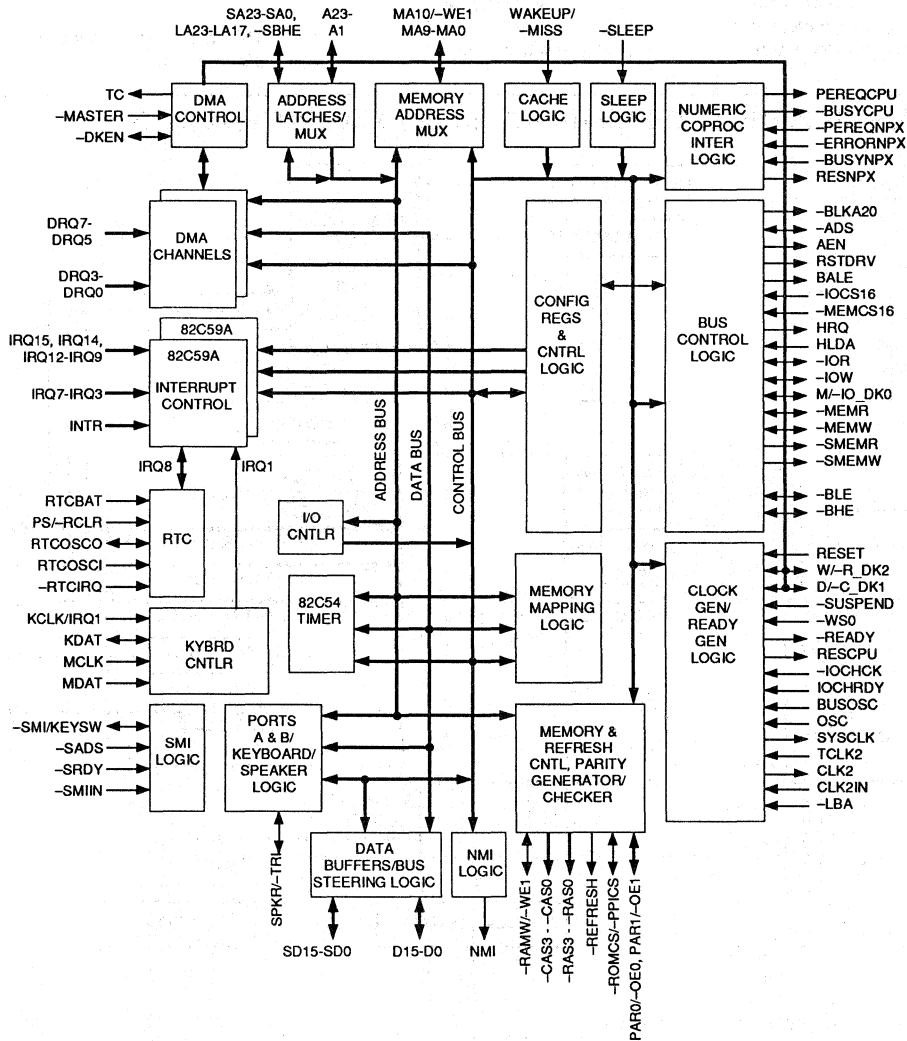 SA23-SA0,
LA23-LA17, –SBHE
A23-
A1
MA10/–WE1
MA9-MA0
WAKEUP/
–MISS
–SLEEP
TC
–MASTER
–DKEN
DMA
CONTROL
ADDRESS
LATCHES/
MUX
MEMORY
ADDRESS
MUX
CACHE
LOGIC
SLEEP
LOGIC
NUMERIC
COPROC
INTER
LOGIC
PEREQCPU
–BUSYCPU
–PEREQNPX
–ERRORNPX
–BUSYNPX
RESNPX
DRQ7-
DRQ5
DRQ3-
DRQ0
DMA
CHANNELS
CONFIG
REGS
&
CNTRL
LOGIC
BUS
CONTROL
LOGIC
–BLKA20
–ADS
AEN
RSTDRV
BALE
–IOCS16
–MEMCS16
HRQ
HLDA
–IOR
–IOW
M/–IO_DK0
–MEMR
–MEMW
–SMEMR
–SMEMW
–BLE
–BHE
IRQ15, IRQ14,
IRQ12-IRQ9
IRQ7-IRQ3
INTR
82C59A
82C59A
INTERRUPT
CONTROL
IRQ8
IRQ1
ADDRESS BUS
DATA BUS
CONTROL BUS
RTCBAT
PS/–RCLR
RTCOSCO
RTCOSCI
–RTCIRQ
RTC
I/O
CNTLR
82C54
TIMER
MEMORY
MAPPING
LOGIC
CLOCK
GEN/
READY
GEN
LOGIC
RESET
W/–R_DK2
D/–C_DK1
–SUSPEND
–WS0
–READY
RESCPU
–IOCHCK
IOCHRDY
BUSOSC
OSC
SYSCLK
TCLK2
CLK2
CLK2IN
–LBA
KCLK/IRQ1
KDAT
MCLK
MDAT
KYBRD
CNTLR
–SMI/KEYSW
–SADS
–SRDY
–SMIIN
SMI
LOGIC
PORTS
A & B/
KEYBOARD/
SPEAKER
LOGIC
MEMORY &
REFRESH
CNTL, PARITY
GENERATOR/
CHECKER
DATA
BUFFERS/BUS
STEERING LOGIC
NMI
LOGIC
SPKR/–TRI
SD15-SD0
D15-D0
NMI
–RAMW/–WE1
–CAS3 - –CAS0
–RAS3 - –RAS0
–REFRESH
–ROMCS/–PPICS
PAR0/–OE0, PAR1/–OE1